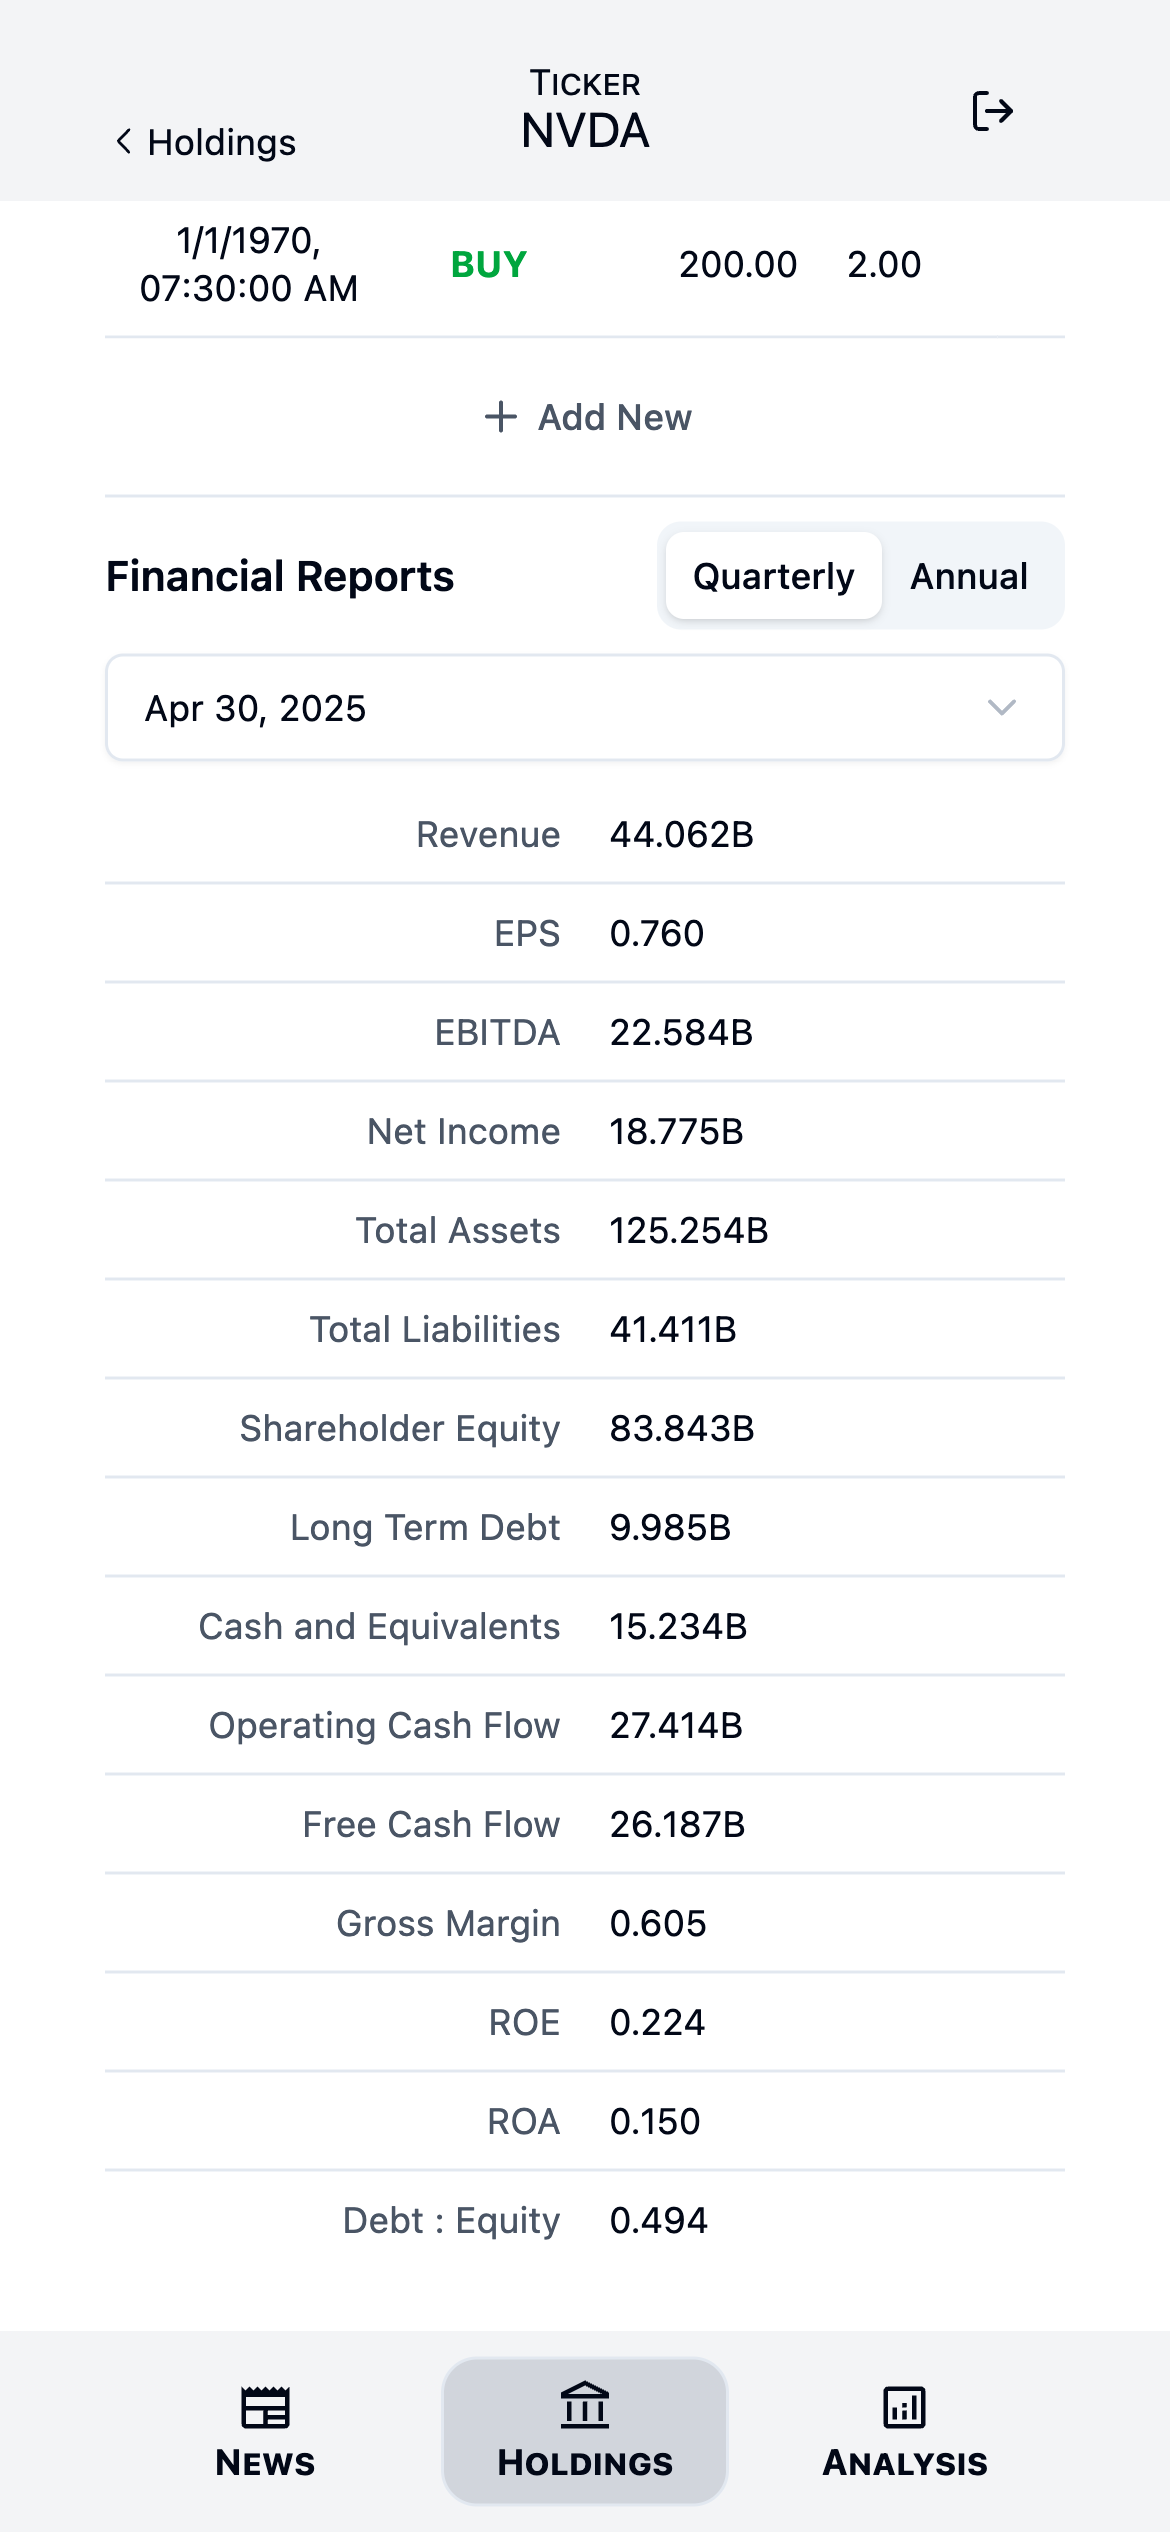 TICKER
NVDA
Holdings
1/1/1970,
07:30:00 AM
BUY 200.00 2.00
Add New
Financial Reports Quarterly Annual
Apr 30, 2025
Revenue 44.062B
EPS 0.760
EBITDA 22.584B
Net Income 18.775B
Total Assets 125.254B
Total Liabilities 41.411B
Shareholder Equity 83.843B
Long Term Debt 9.985B
Cash and Equivalents 15.234B
Operating Cash Flow 27.414B
Free Cash Flow 26.187B
Gross Margin 0.605
ROE 0.224
ROA 0.150
Debt : Equity 0.494
NEWS HOLDINGS ANALYSIS